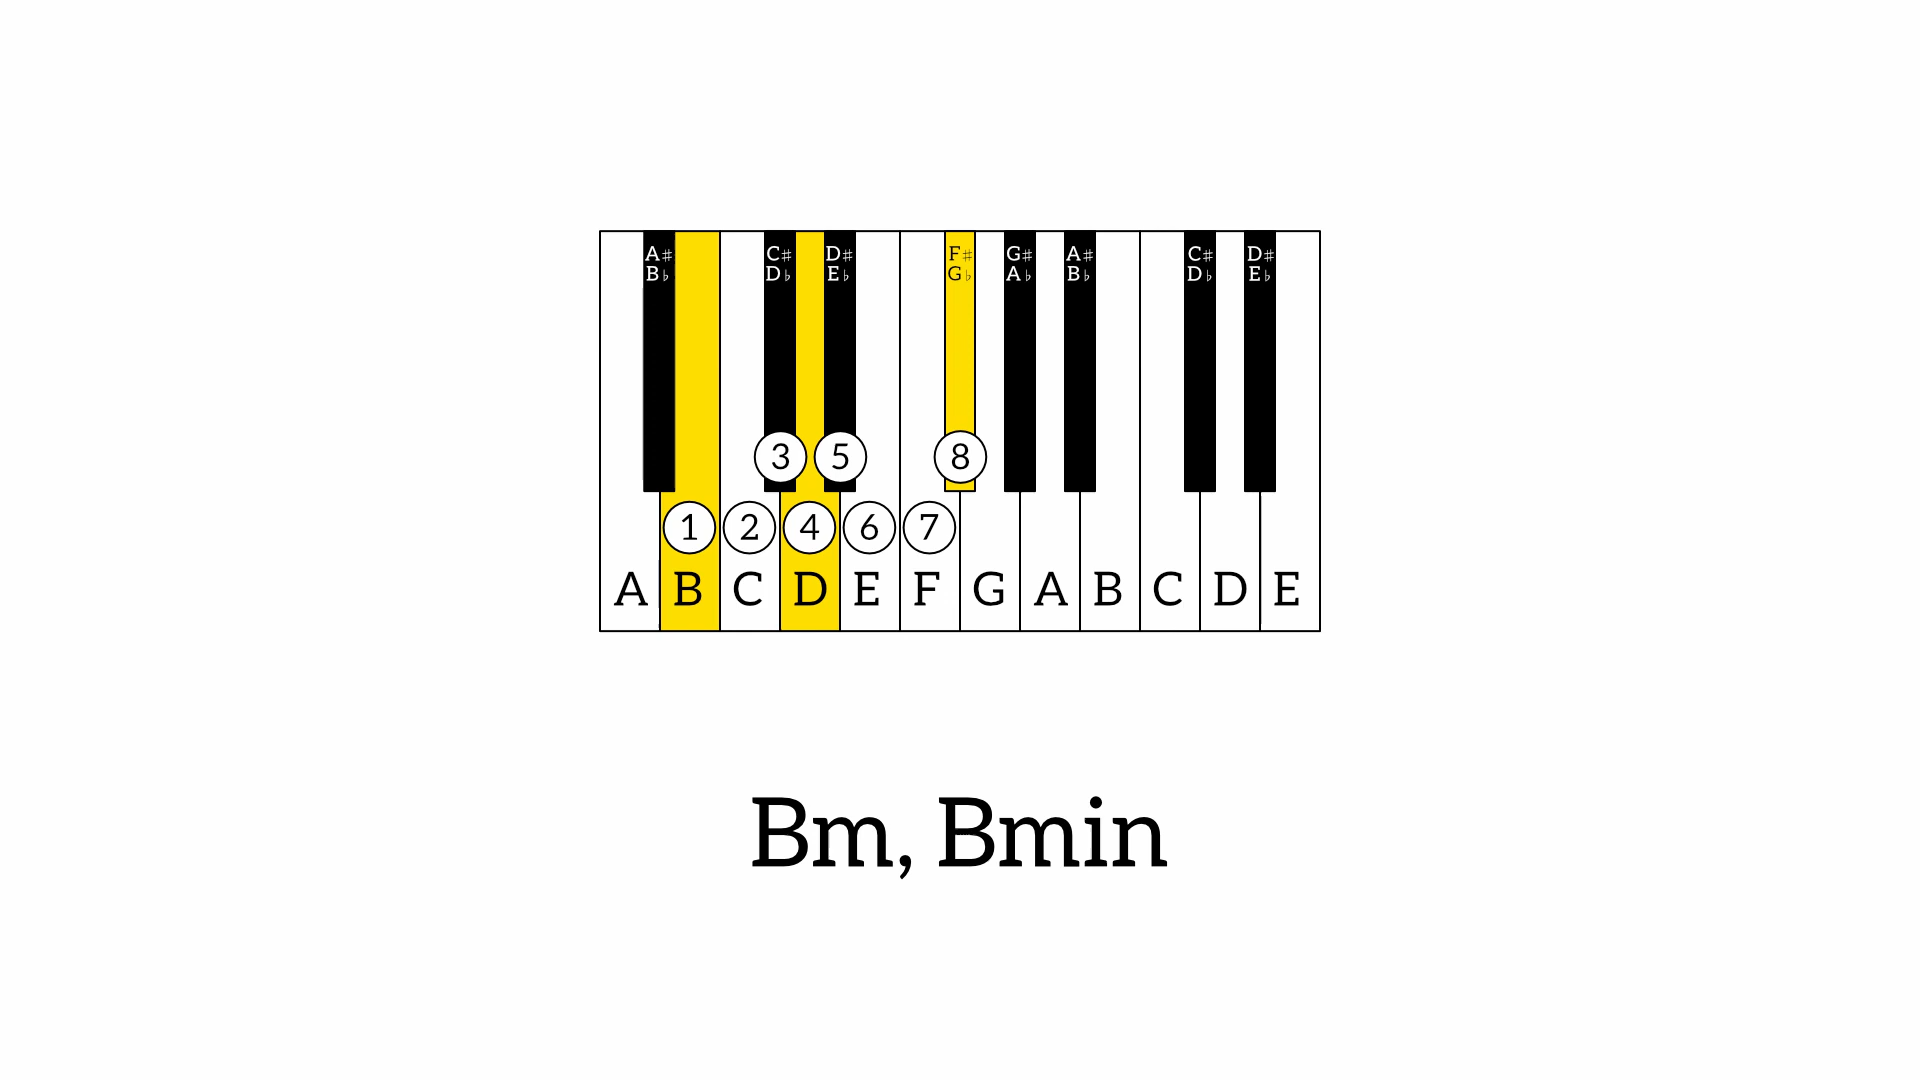 A♯ C♯ D♯ F♯ G♯ A♯ C♯ D♯
B♭ D♭ E♭ G♭ A♭ B♭ D♭ E♭
3 5 8
1 2 4 6 7
A B C D E F G A B C D E
Bm, Bmin